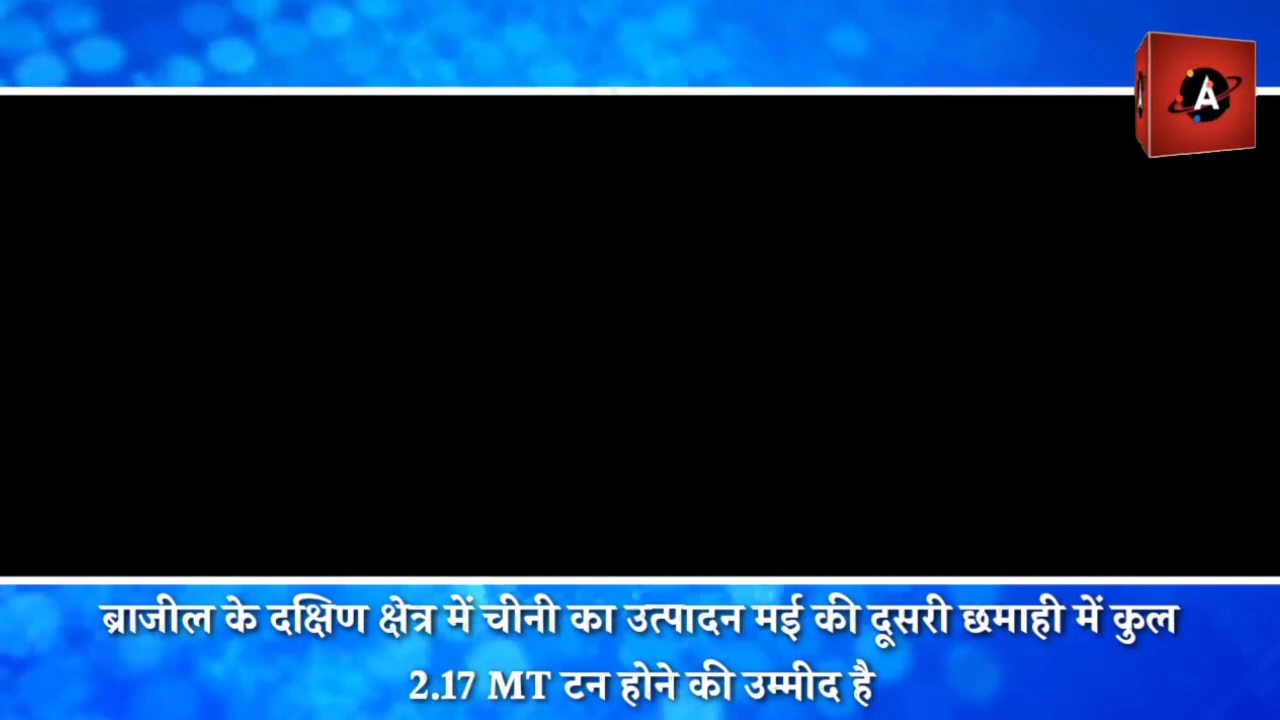 A
ब्राजील के दक्षिण क्षेत्र में चीनी का उत्पादन मई की दूसरी छमाही में कुल
2.17 MT टन होने की उम्मीद है